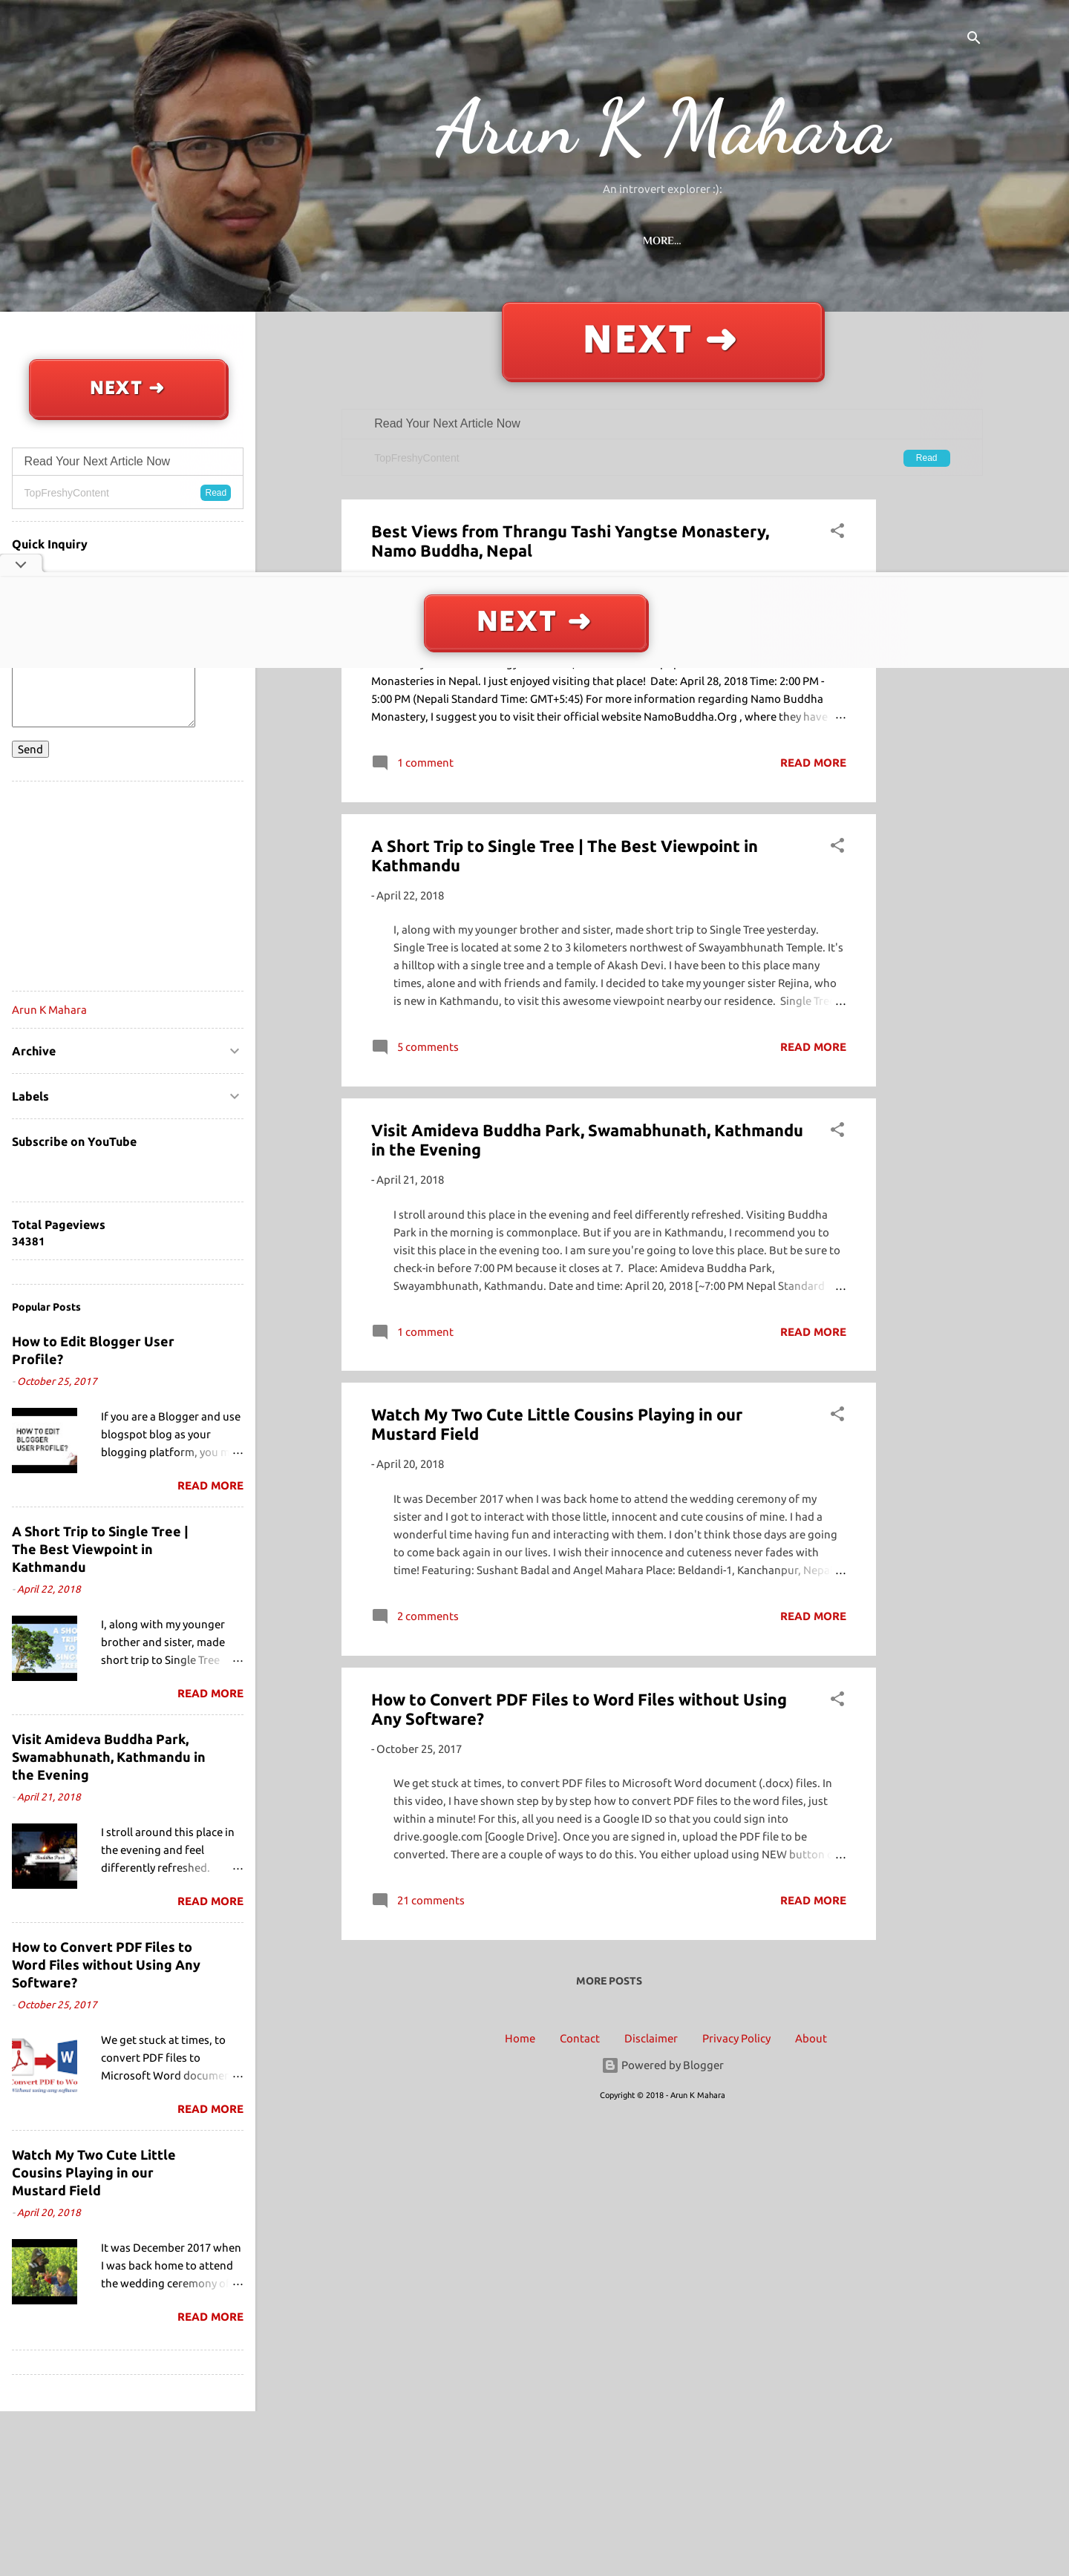 Arun K Mahara
An introvert explorer :):
MORE...
NEXT ➜
Read Your Next Article Now
TopFreshyContent
Read
NEXT ➜
Read Your Next Article Now
TopFreshyContent
Read
Quick Inquiry
NEXT ➜
Send
Arun K Mahara
Archive
Labels
Subscribe on YouTube
Total Pageviews
34381
Popular Posts
How to Edit Blogger User
Profile?
- October 25, 2017
HOW TO EDIT
BLOGGER
USER PROFILE?
If you are a Blogger and use
blogspot blog as your
blogging platform, you
...
READ MORE
A Short Trip to Single Tree |
The Best Viewpoint in
Kathmandu
- April 22, 2018
I, along with my younger
brother and sister, made
short trip to Single Tree
...
READ MORE
Visit Amideva Buddha Park,
Swamabhunath, Kathmandu in
the Evening
- April 21, 2018
Buddha Park
I stroll around this place in
the evening and feel
differently refreshed.
...
READ MORE
How to Convert PDF Files to
Word Files without Using Any
Software?
- October 25, 2017
We get stuck at times, to
convert PDF files to
Microsoft Word
...
READ MORE
Watch My Two Cute Little
Cousins Playing in our
Mustard Field
- April 20, 2018
It was December 2017 when
I was back home to attend
the wedding ceremony
...
READ MORE
Best Views from Thrangu Tashi Yangtse Monastery,
Namo Buddha, Nepal
Monasteries in Nepal. I just enjoyed visiting that place! Date: April 28, 2018 Time: 2:00 PM -
5:00 PM (Nepali Standard Time: GMT+5:45) For more information regarding Namo Buddha
Monastery, I suggest you to visit their official website NamoBuddha.Org , where they have ...
1 comment
READ MORE
A Short Trip to Single Tree | The Best Viewpoint in
Kathmandu
- April 22, 2018
I, along with my younger brother and sister, made short trip to Single Tree yesterday.
Single Tree is located at some 2 to 3 kilometers northwest of Swayambhunath Temple. It's
a hilltop with a single tree and a temple of Akash Devi. I have been to this place many
times, alone and with friends and family. I decided to take my younger sister Rejina, who
is new in Kathmandu, to visit this awesome viewpoint nearby our residence. Single ...
5 comments
READ MORE
Visit Amideva Buddha Park, Swamabhunath, Kathmandu
in the Evening
- April 21, 2018
I stroll around this place in the evening and feel differently refreshed. Visiting Buddha
Park in the morning is commonplace. But if you are in Kathmandu, I recommend you to
visit this place in the evening too. I am sure you're going to love this place. But be sure to
check-in before 7:00 PM because it closes at 7. Place: Amideva Buddha Park,
Swayambhunath, Kathmandu. Date and time: April 20, 2018 [~7:00 PM Nepal Standard ...
1 comment
READ MORE
Watch My Two Cute Little Cousins Playing in our
Mustard Field
- April 20, 2018
It was December 2017 when I was back home to attend the wedding ceremony of my
sister and I got to interact with those little, innocent and cute cousins of mine. I had a
wonderful time having fun and interacting with them. I don't think those days are going
to come back again in our lives. I wish their innocence and cuteness never fades with
time! Featuring: Sushant Badal and Angel Mahara Place: Beldandi-1, Kanchanpur, Nepal ...
2 comments
READ MORE
How to Convert PDF Files to Word Files without Using
Any Software?
- October 25, 2017
We get stuck at times, to convert PDF files to Microsoft Word document (.docx) files. In
this video, I have shown step by step how to convert PDF files to the word files, just
within a minute! For this, all you need is a Google ID so that you could sign into
drive.google.com [Google Drive]. Once you are signed in, upload the PDF file to be
converted. There are a couple of ways to do this. You either upload using NEW button ...
21 comments
READ MORE
MORE POSTS
Home Contact Disclaimer Privacy Policy About
Powered by Blogger
Copyright © 2018 - Arun K Mahara